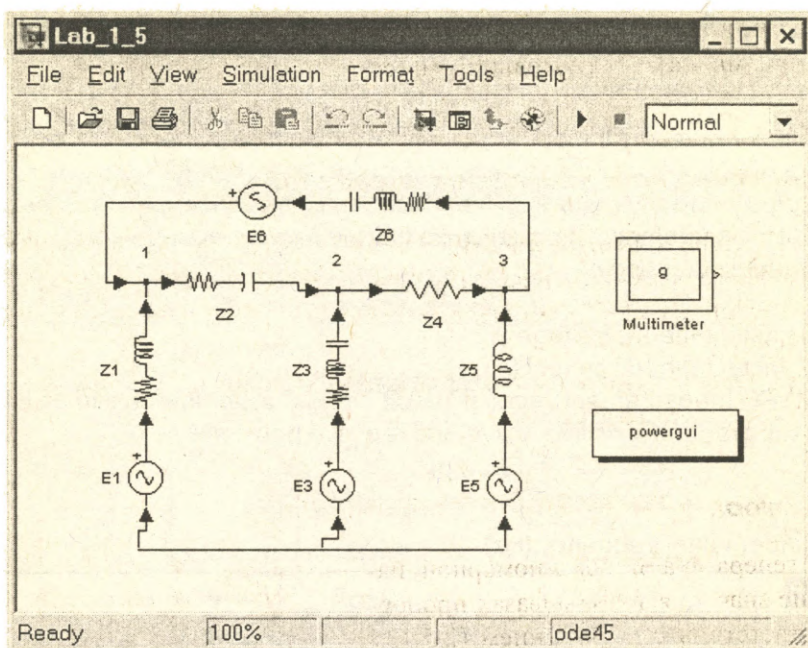 Lab_1_5
File Edit View Simulation Format Tools Help
Normal
E6
Z6
1
2
3
Z2
Z4
g
Multimeter
Z1
Z3
Z5
powergui
E1
E3
E5
Ready 100% ode45